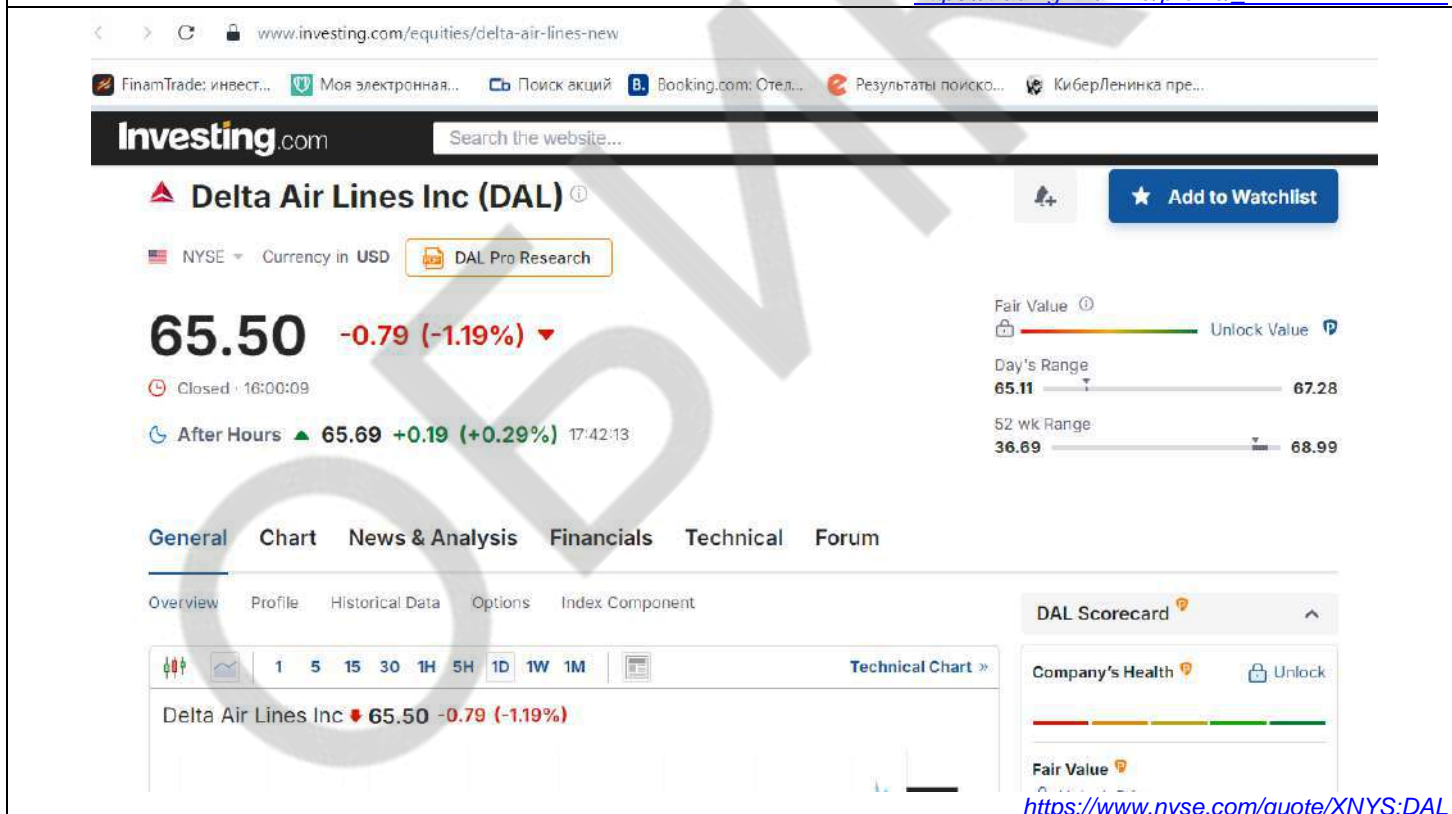 www.investing.com/equities/delta-air-lines-new
FinamTrade: инвест... Моя электронная... Сb Поиск акций B. Booking.com: Отел... Результаты поиско... КиберЛенинка пре...
Investing.com Search the website...
Delta Air Lines Inc (DAL)
Add to Watchlist
NYSE Currency in USD DAL Pro Research
65.50 -0.79 (-1.19%)
Closed · 16:00:09
After Hours 65.69 +0.19 (+0.29%) 17:42:13
Fair Value
Unlock Value
Day's Range
65.11 67.28
52 wk Range
36.69 68.99
General Chart News & Analysis Financials Technical Forum
Overview Profile Historical Data Options Index Component
1 5 15 30 1H 5H 1D 1W 1M Technical Chart »
Delta Air Lines Inc 65.50 -0.79 (-1.19%)
DAL Scorecard
Company's Health Unlock
Fair Value
https://www.nyse.com/quote/XNYS:DAL